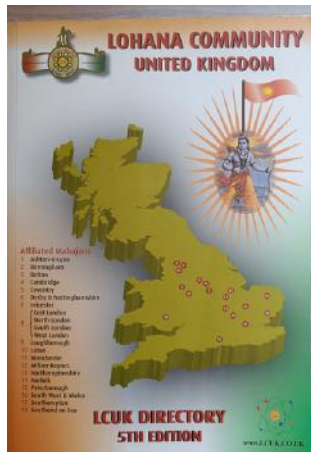 LOHANA COMMUNITY
UNITED KINGDOM
Affiliated Mahajans
1 Ashton-U-Lyne
2 Birmingham
3 Bolton
4 Cambridge
5 Coventry
6 Derby & Nottinghamshire
7 Leicester
8 East London
North London
South London
West London
9 Loughborough
10 Luton
11 Manchester
12 Milton Keynes
13 Northamptonshire
14 Norfolk
15 Peterborough
16 South West & Wales
17 Southampton
18 Southend on Sea
LCUK DIRECTORY
5TH EDITION
www.LCUK.CO.UK